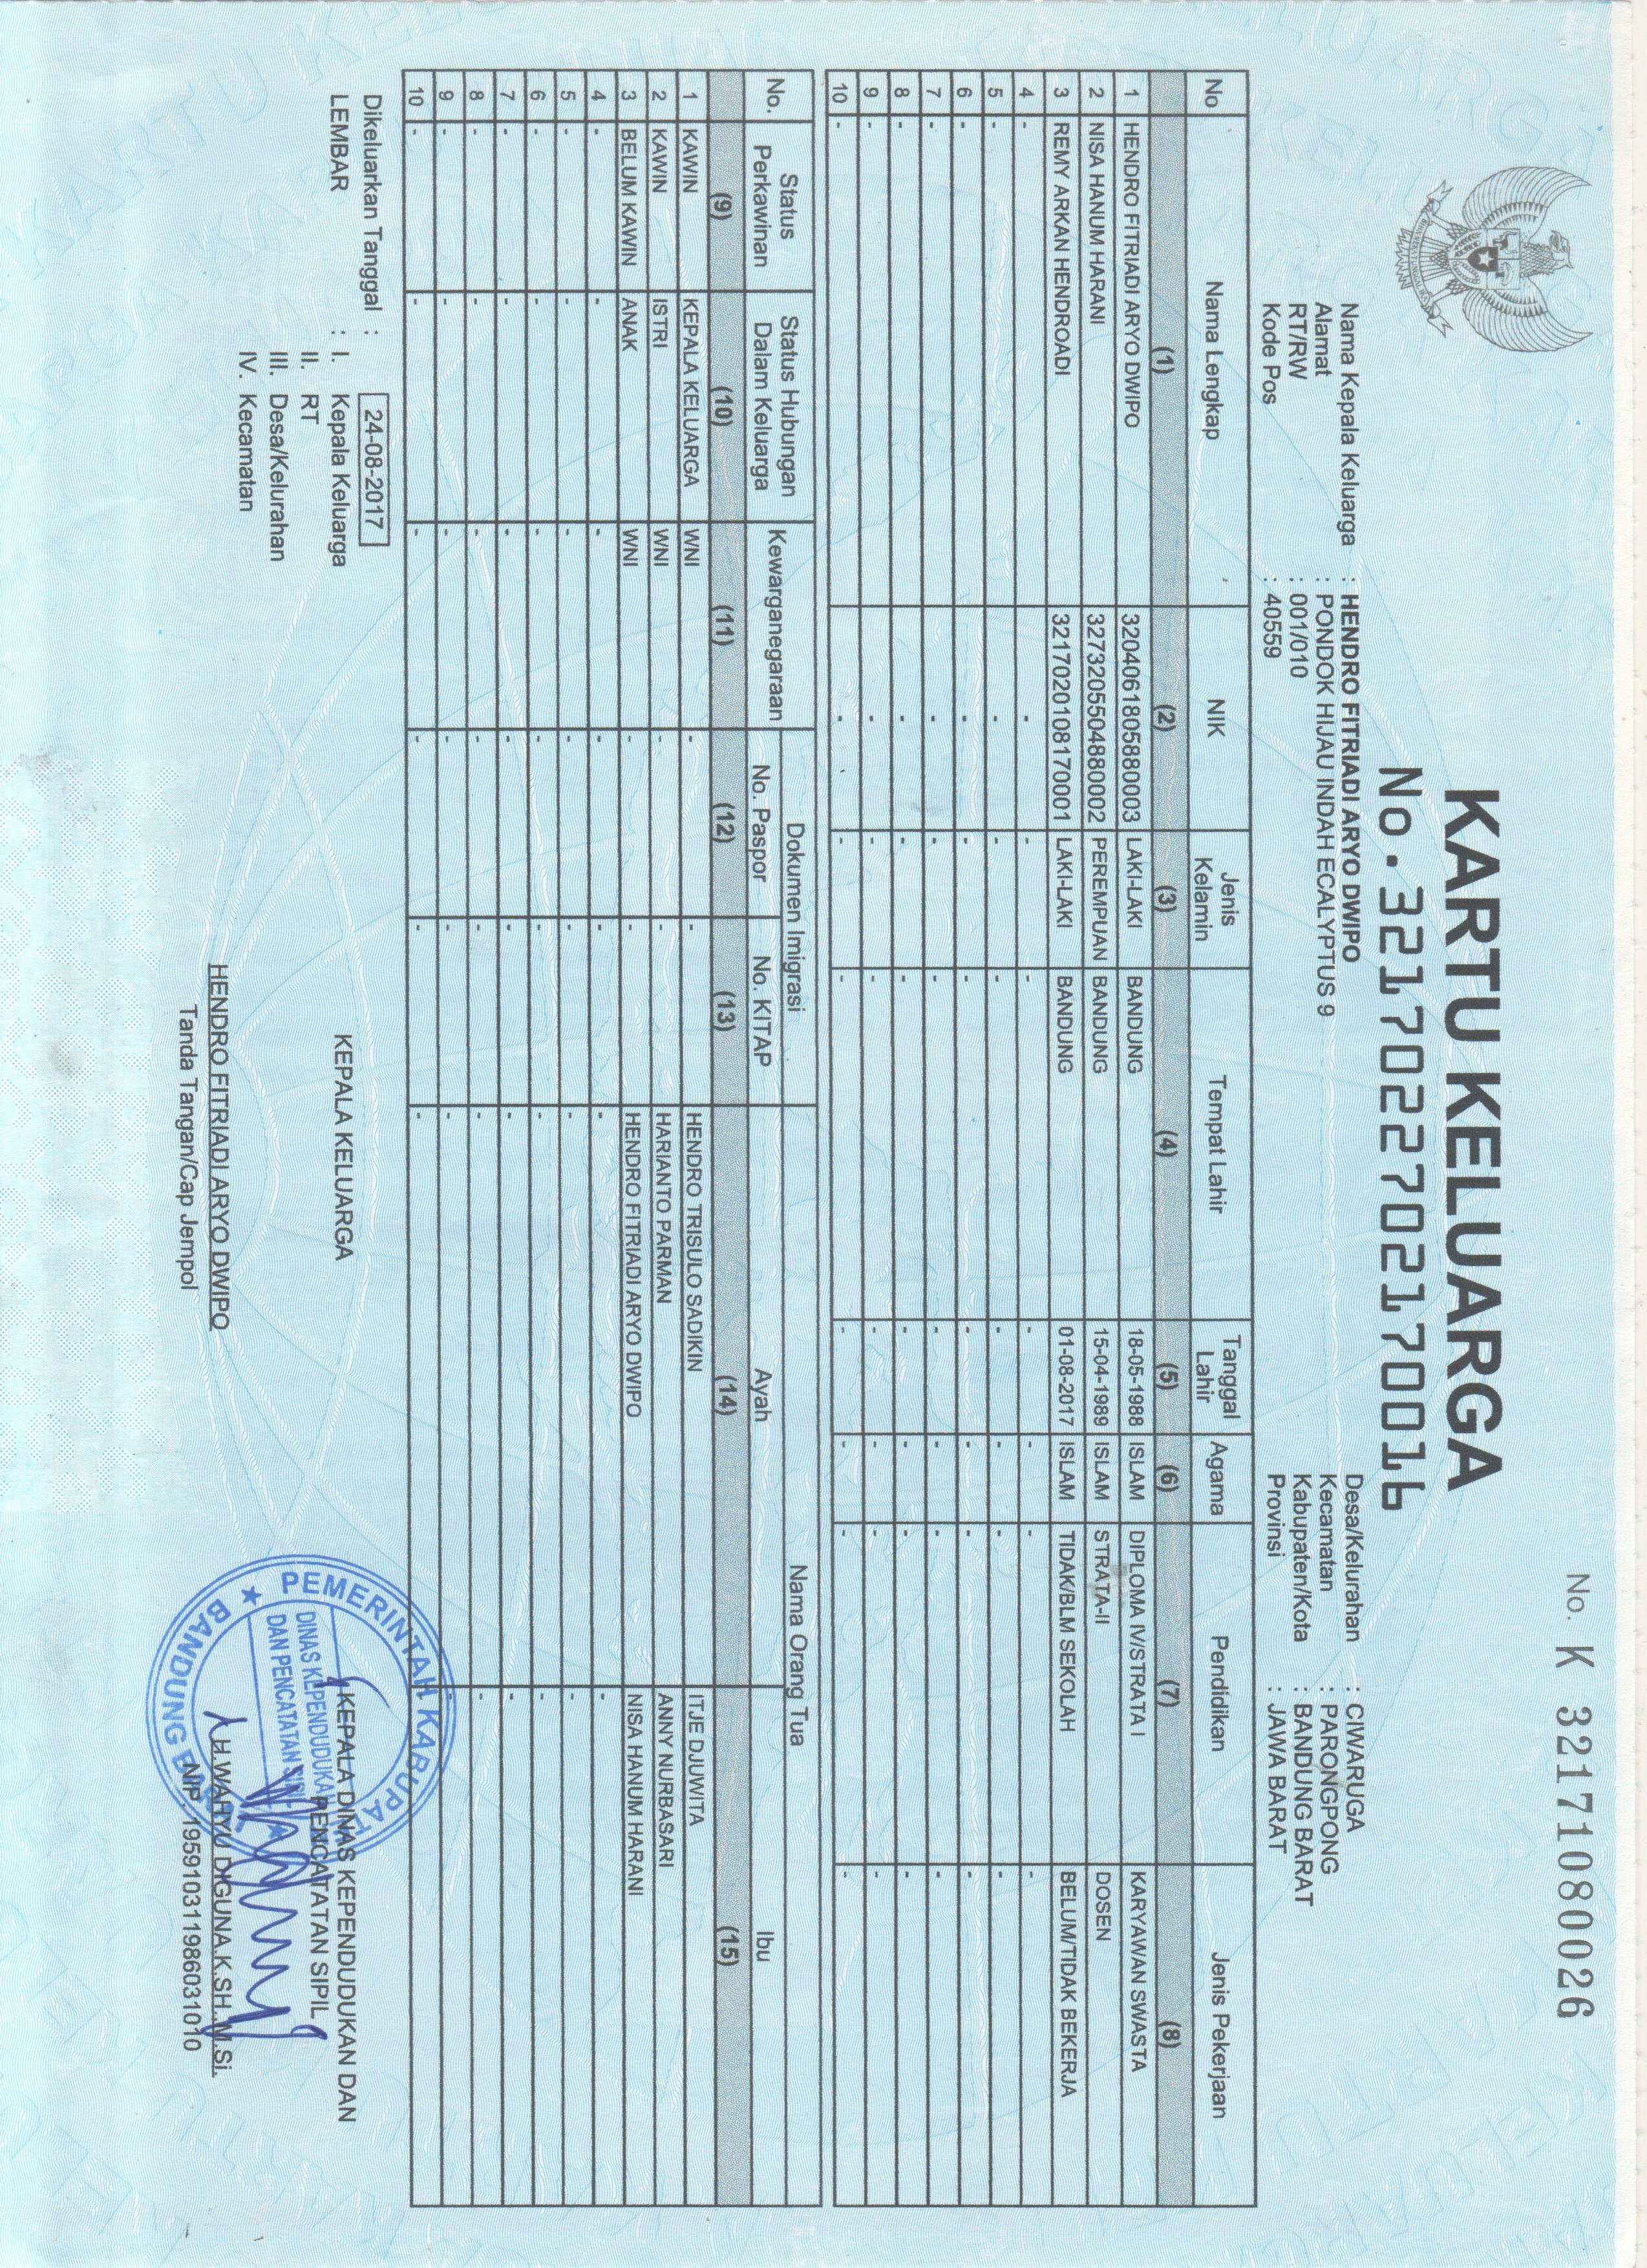 No. K 32171080026
KARTU KELUARGA
No.3217022702170016
Nama Kepala Keluarga : HENDRO FITRIADI ARYO DWIPO
Alamat : PONDOK HIJAU INDAH ECALYPTUS 9
RT/RW : 001/010
Kode Pos : 40559
Desa/Kelurahan : CIWARUGA
Kecamatan : PARONGPONG
Kabupaten/Kota : BANDUNG BARAT
Provinsi : JAWA BARAT
No Nama Lengkap NIK Jenis Kelamin Tempat Lahir Tanggal Lahir Agama Pendidikan Jenis Pekerjaan
(1) (2) (3) (4) (5) (6) (7) (8)
1 HENDRO FITRIADI ARYO DWIPO 3204061805880003 LAKI-LAKI BANDUNG 18-05-1988 ISLAM DIPLOMA IV/STRATA I KARYAWAN SWASTA
2 NISA HANUM HARANI 3273205504880002 PEREMPUAN BANDUNG 15-04-1989 ISLAM STRATA-II DOSEN
3 REMY ARKAN HENDROADI 3217020108170001 LAKI-LAKI BANDUNG 01-08-2017 ISLAM TIDAK/BLM SEKOLAH BELUM/TIDAK BEKERJA
4 - - - - - - - -
5 - - - - - - - -
6 - - - - - - - -
7 - - - - - - - -
8 - - - - - - - -
9 - - - - - - - -
10 - - - - - - - -
No. Status Perkawinan Status Hubungan Dalam Keluarga Kewarganegaraan Dokumen Imigrasi Nama Orang Tua
No. Paspor No. KITAP Ayah Ibu
(9) (10) (11) (12) (13) (14) (15)
1 KAWIN KEPALA KELUARGA WNI - - HENDRO TRISULO SADIKIN ITJE DJUWITA
2 KAWIN ISTRI WNI - - HARIANTO PARMAN ANNY NURBASARI
3 BELUM KAWIN ANAK WNI - - HENDRO FITRIADI ARYO DWIPO NISA HANUM HARANI
4 - - - - - - -
5 - - - - - - -
6 - - - - - - -
7 - - - - - - -
8 - - - - - - -
9 - - - - - - -
10 - - - - - - -
Dikeluarkan Tanggal : 24-08-2017
LEMBAR : I. Kepala Keluarga
II. RT
III. Desa/Kelurahan
IV. Kecamatan
KEPALA KELUARGA
HENDRO FITRIADI ARYO DWIPO
Tanda Tangan/Cap Jempol
KEPALA DINAS KEPENDUDUKAN DAN
PENCATATAN SIPIL
H.WAHYU DIGUNA.K.SH.,M.Si.
NIP. 195910311986031010
PEMERINTAH KABUPATEN
DINAS KEPENDUDUKAN
DAN PENCATATAN SIPIL
BANDUNG BARAT